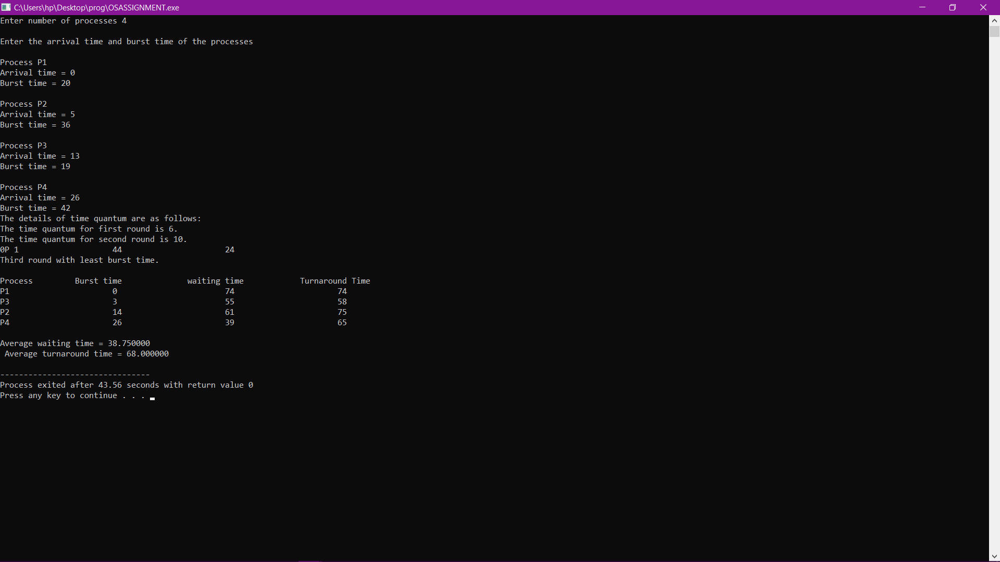 C:\Users\hp\Desktop\prog\OSASSIGNMENT.exe
Enter number of processes 4
Enter the arrival time and burst time of the processes
Process P1
Arrival time = 0
Burst time = 20
Process P2
Arrival time = 5
Burst time = 36
Process P3
Arrival time = 13
Burst time = 19
Process P4
Arrival time = 26
Burst time = 42
The details of time quantum are as follows:
The time quantum for first round is 6.
The time quantum for second round is 10.
0P 1 44 24
Third round with least burst time.
Process Burst time waiting time Turnaround Time
P1 0 74 74
P3 3 55 58
P2 14 61 75
P4 26 39 65
Average waiting time = 38.750000
Average turnaround time = 68.000000
--------------------------------
Process exited after 43.56 seconds with return value 0
Press any key to continue . . .